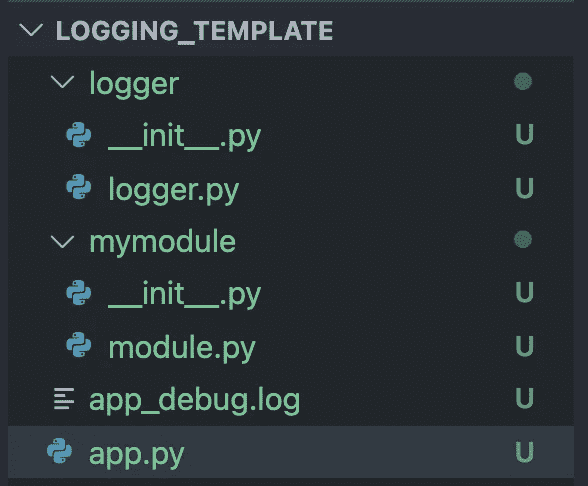 LOGGING_TEMPLATE
logger
__init__.py U
logger.py U
mymodule
__init__.py U
module.py U
app_debug.log U
app.py U